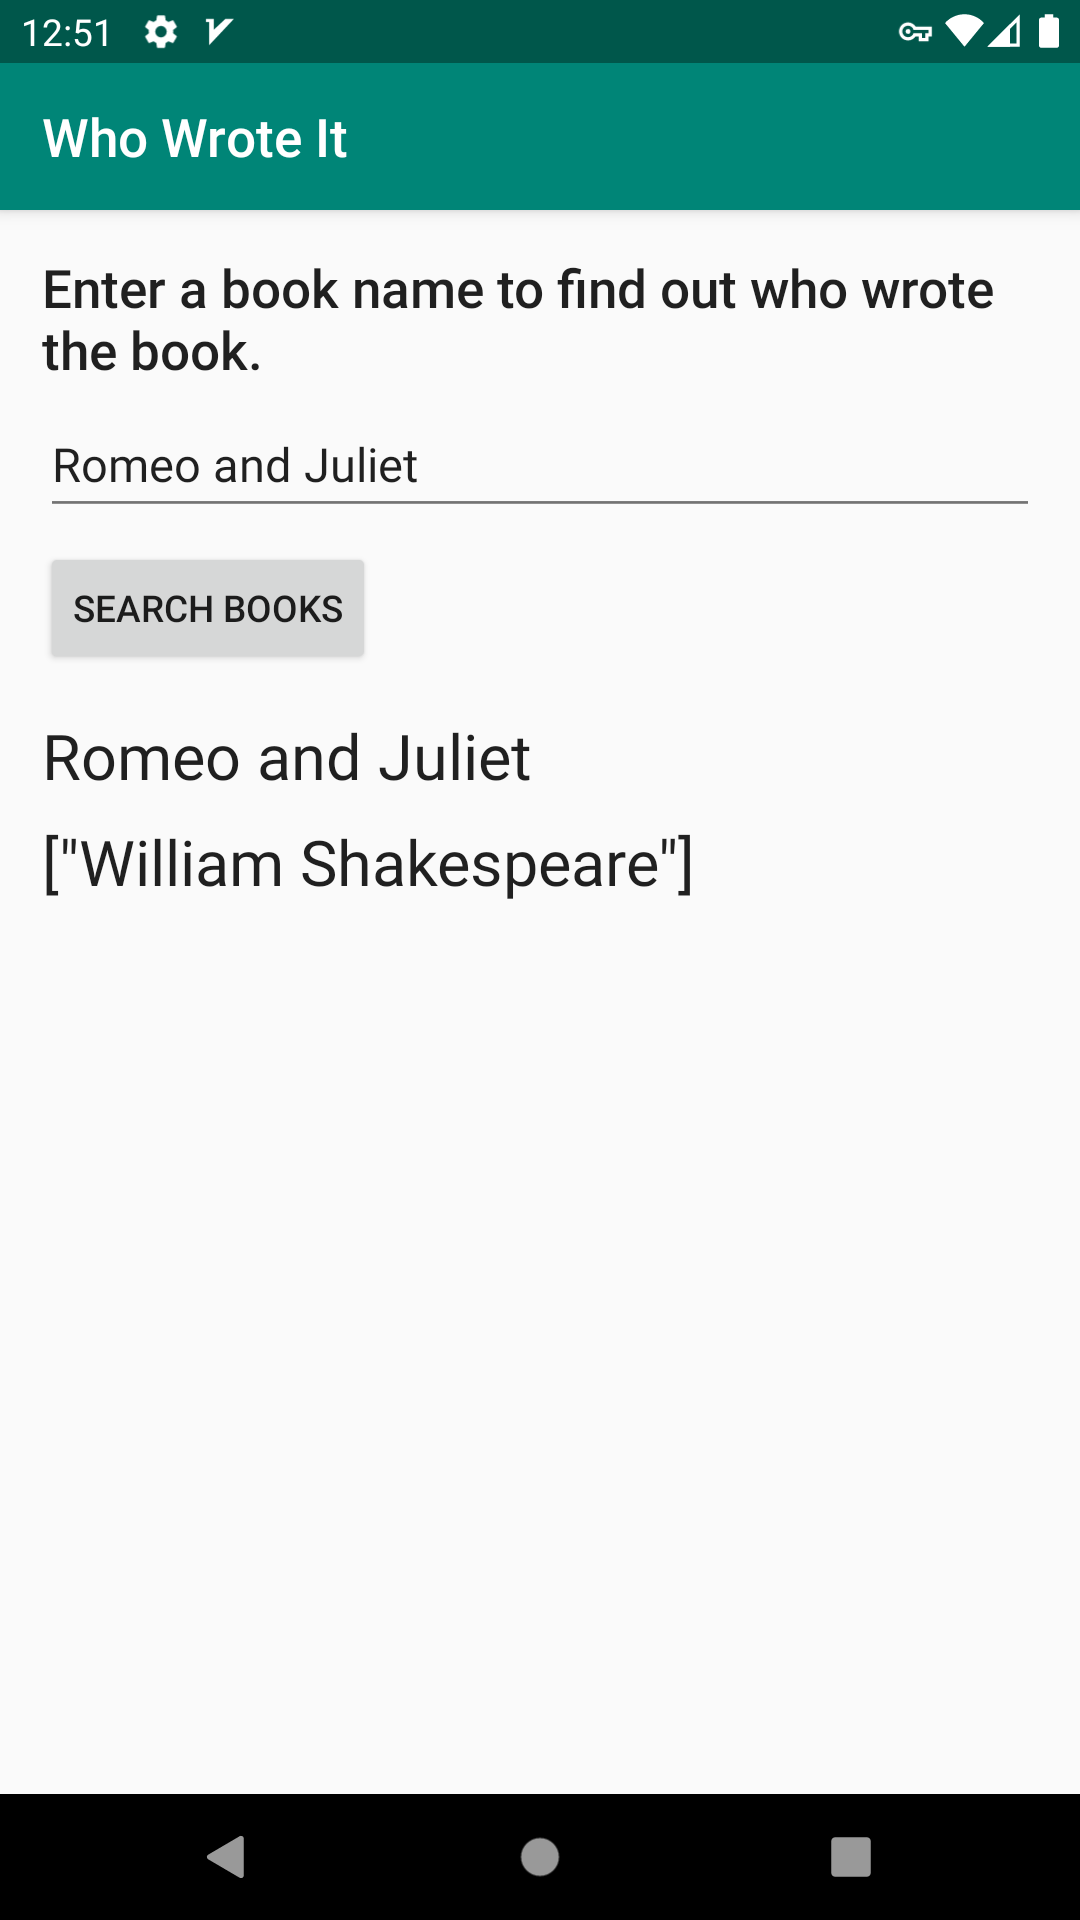 12:51
Who Wrote It
Enter a book name to find out who wrote
the book.
Romeo and Juliet
SEARCH BOOKS
Romeo and Juliet
["William Shakespeare"]